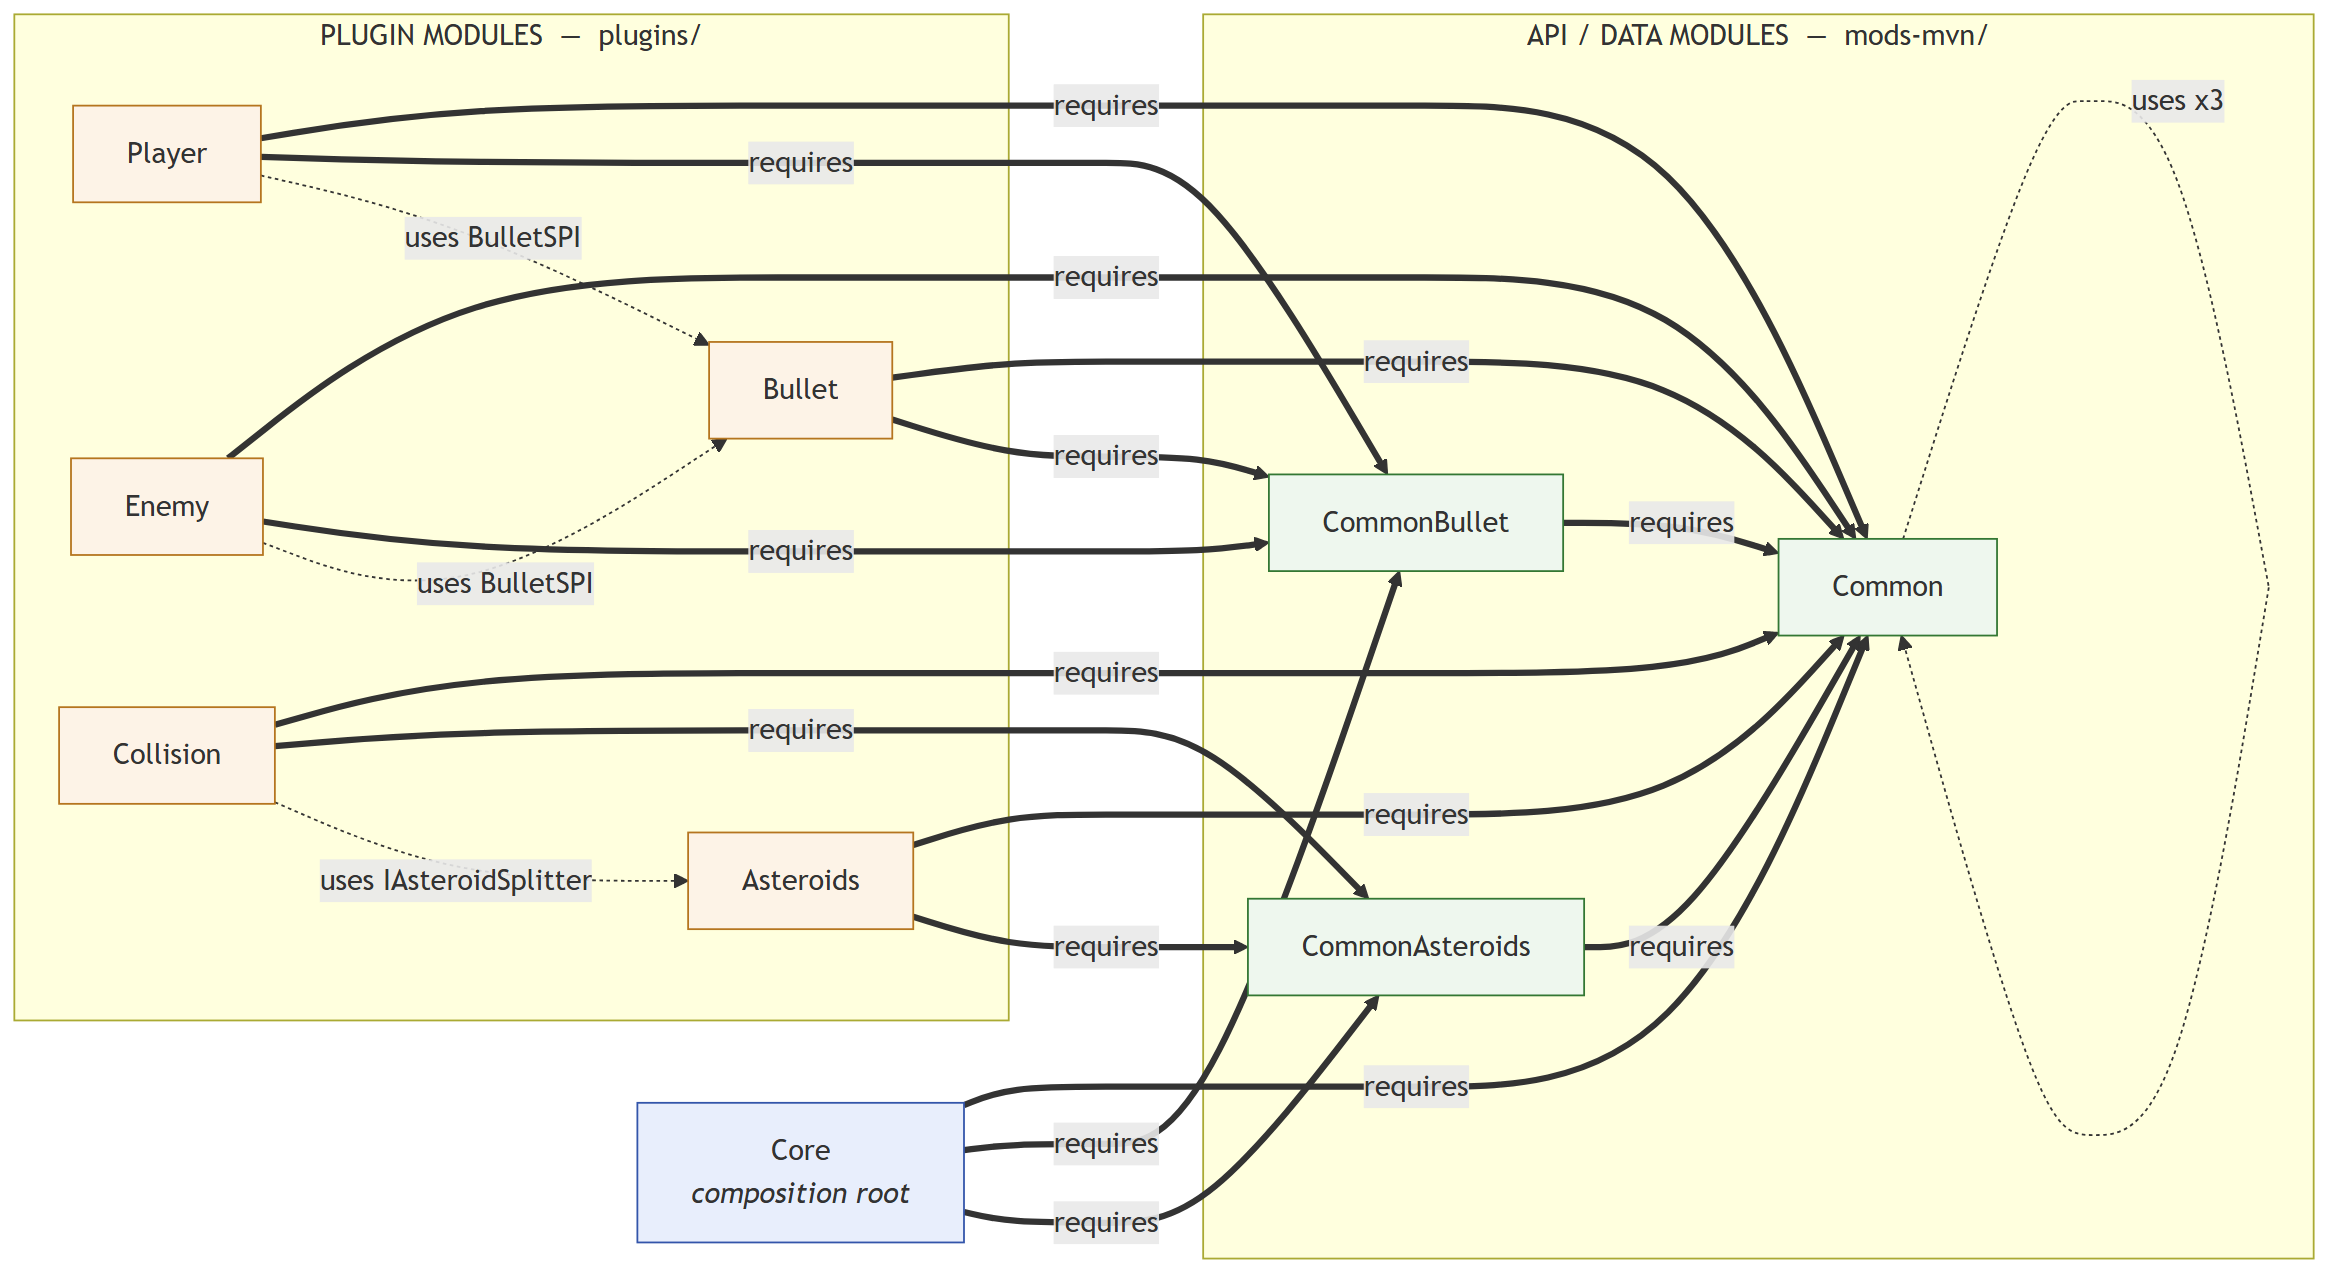 PLUGIN MODULES — plugins/
API / DATA MODULES — mods-mvn/
uses x3
requires
Player
requires
uses BulletSPI
requires
requires
Bullet
requires
Enemy
CommonBullet
requires
requires
uses BulletSPI
Common
requires
requires
Collision
requires
uses IAsteroidSplitter
Asteroids
requires
CommonAsteroids
requires
requires
Core
composition root
requires
requires